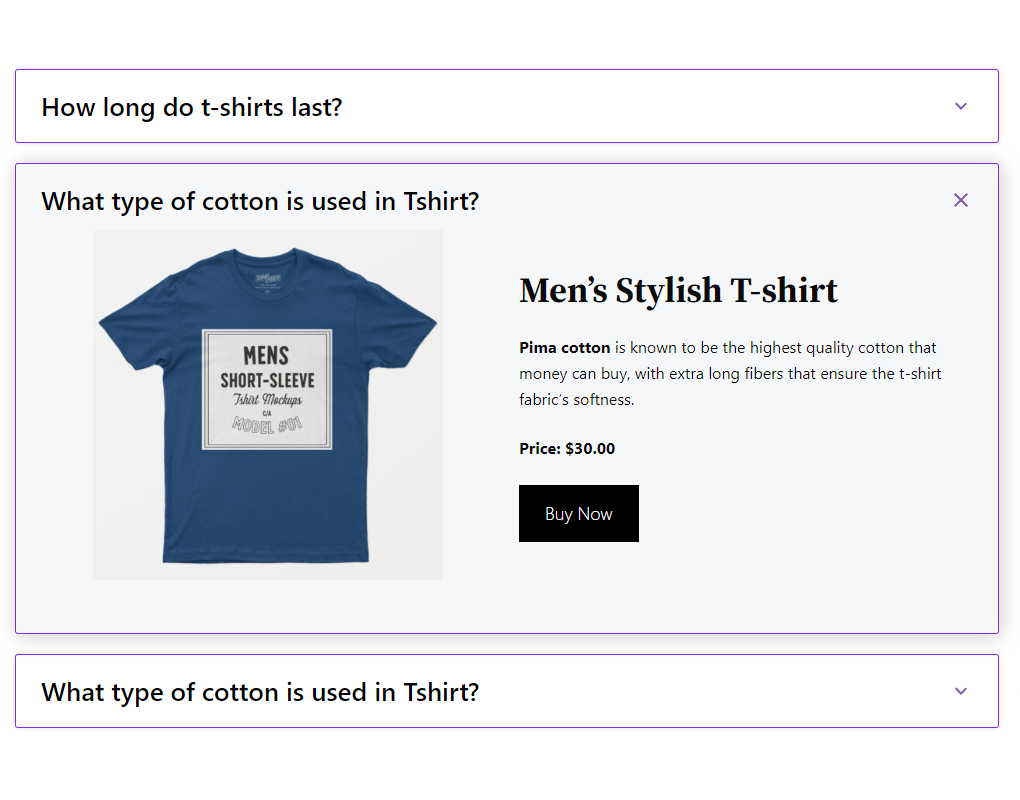 How long do t-shirts last?
What type of cotton is used in Tshirt?
MENS
SHORT-SLEEVE
Tshirt Mockups
C/A
MODEL #01
Men’s Stylish T-shirt
Pima cotton is known to be the highest quality cotton that
money can buy, with extra long fibers that ensure the t-shirt
fabric’s softness.
Price: $30.00
Buy Now
What type of cotton is used in Tshirt?